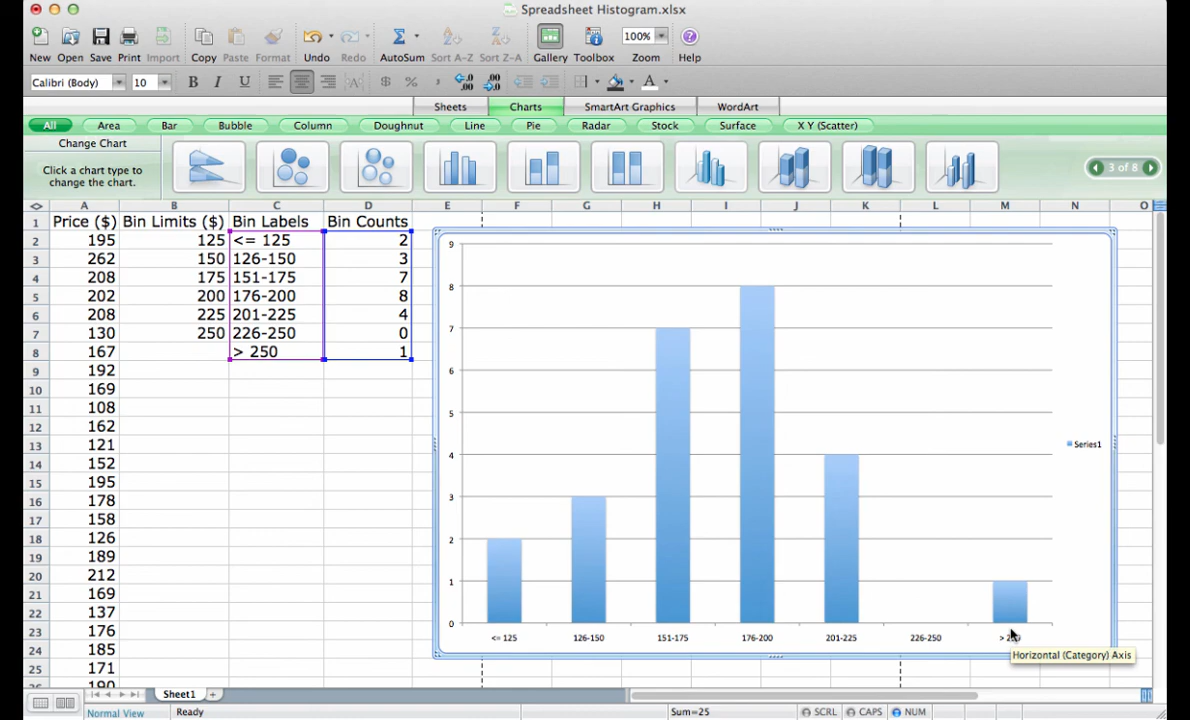 Spreadsheet Histogram.xlsx
New Open Save Print Import Copy Paste Format Undo Redo AutoSum Sort A-Z Sort Z-A Gallery Toolbox 100% Zoom Help
Calibri (Body) 10 B I U $ % A
Sheets Charts SmartArt Graphics WordArt
All Area Bar Bubble Column Doughnut Line Pie Radar Stock Surface X Y (Scatter)
Change Chart
Click a chart type to
change the chart.
3 of 8
A B C D E F G H I J K L M N O
1 Price ($) Bin Limits ($) Bin Labels Bin Counts
2 195 125 <= 125 2
3 262 150 126-150 3
4 208 175 151-175 7
5 202 200 176-200 8
6 208 225 201-225 4
7 130 250 226-250 0
8 167 > 250 1
9 192
10 169
11 108
12 162
13 121
14 152
15 195
16 178
17 158
18 126
19 189
20 212
21 169
22 137
23 176
24 185
25 171
190
9
8
7
6
5
4
3
2
1
0
<= 125 126-150 151-175 176-200 201-225 226-250
Series1
Horizontal (Category) Axis
Sheet1
Normal View Ready Sum=25 SCRL CAPS NUM